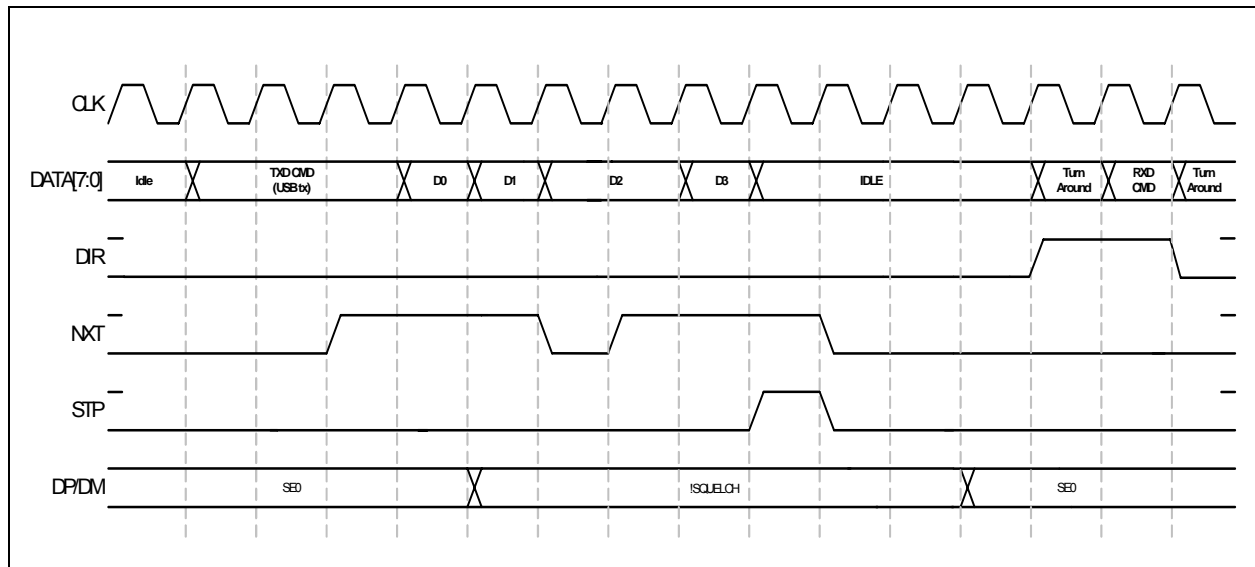 CLK
DATA[7:0]
Idle
TXD CMD
(USB tx)
D0
D1
D2
D3
IDLE
Turn
Around
RXD
CMD
Turn
Around
DIR
NXT
STP
DP/DM
SE0
!SQUELCH
SE0